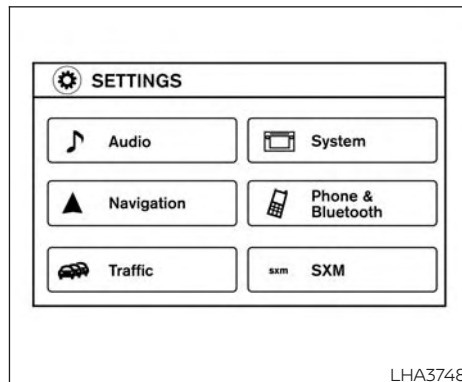 SETTINGS
Audio
System
Navigation
Phone &
Bluetooth
Traffic
sxm SXM
LHA3748